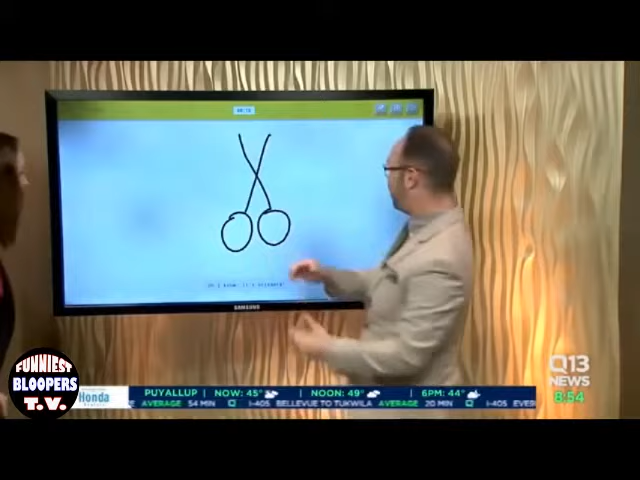 SAMSUNG
FUNNIEST
BLOOPERS
T.V.
Honda
PUYALLUP NOW: 45° NOON: 49° 6PM: 44°
AVERAGE 54 MIN I-405 BELLEVUE TO TUKWILA AVERAGE 20 MIN I-405 EVER
Q13
NEWS
8:54